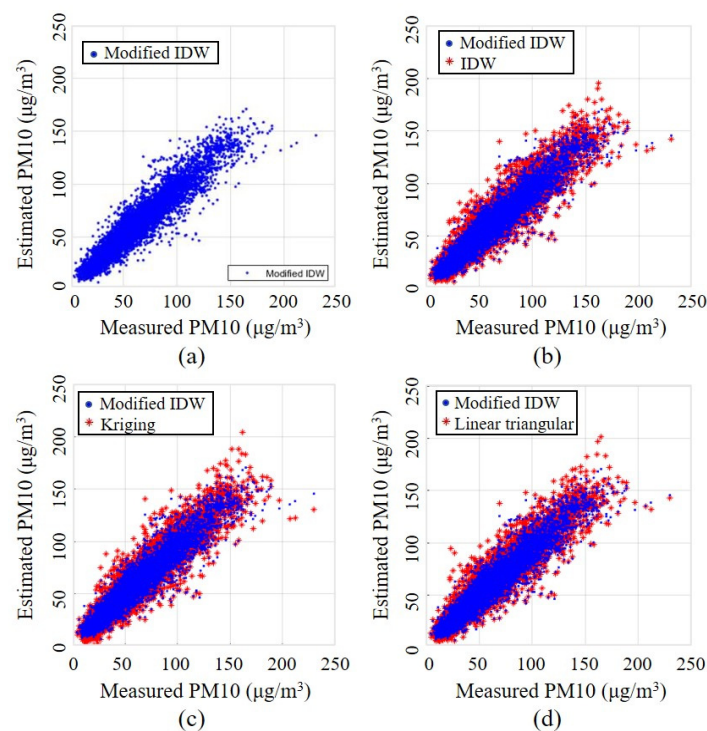 Estimated PM10 (µg/m³)
250
200
150
100
50
0
Modified IDW
Modified IDW
0 50 100 150 200 250
Measured PM10 (µg/m³)
(a)
Estimated PM10 (µg/m³)
250
200
150
100
50
0
Modified IDW
IDW
0 50 100 150 200 250
Measured PM10 (µg/m³)
(b)
Estimated PM10 (µg/m³)
250
200
150
100
50
0
Modified IDW
Kriging
0 50 100 150 200 250
Measured PM10 (µg/m³)
(c)
Estimated PM10 (µg/m³)
250
200
150
100
50
0
Modified IDW
Linear triangular
0 50 100 150 200 250
Measured PM10 (µg/m³)
(d)